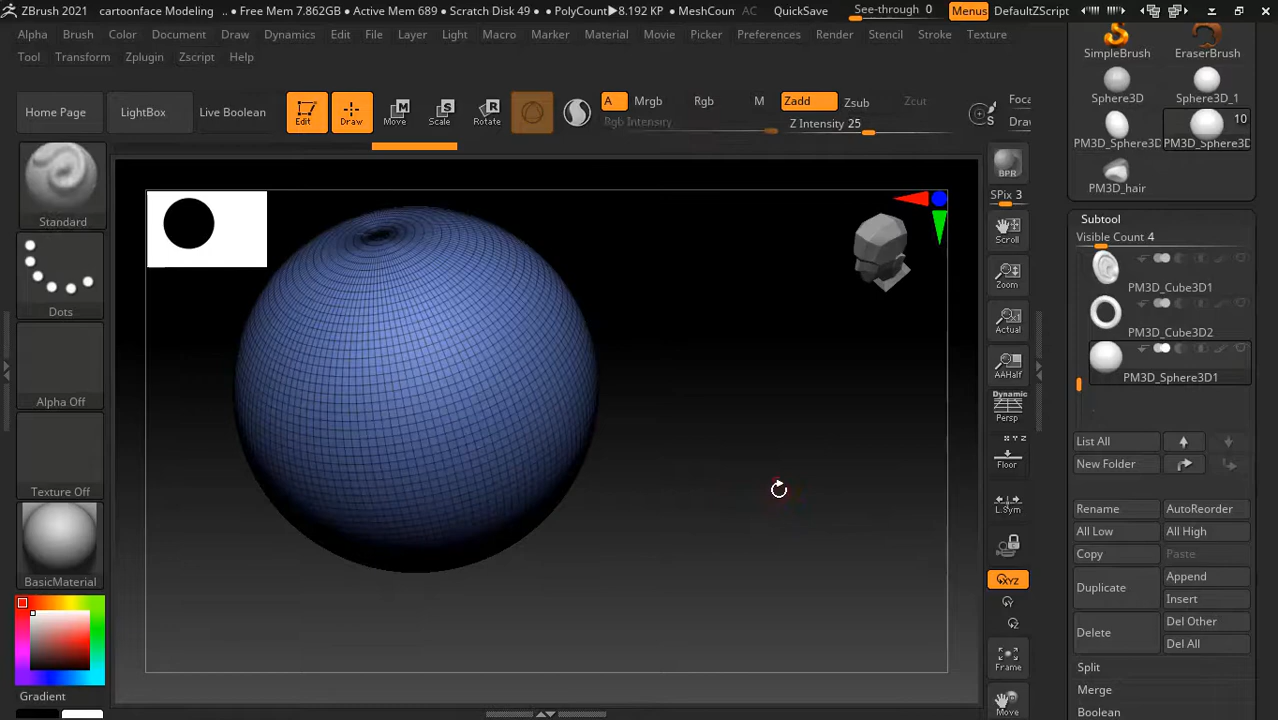 ZBrush 2021 cartoonface Modeling .. • Free Mem 7.862GB • Active Mem 689 • Scratch Disk 49 • PolyCount▶8.192 KP • MeshCoun QuickSave See-through 0 Menus DefaultZScript
Alpha Brush Color Document Draw Dynamics Edit File Layer Light Macro Marker Material Movie Picker Preferences Render Stencil Stroke Texture
Tool Transform Zplugin Zscript Help
Home Page LightBox Live Boolean Edit Draw Move Scale Rotate
A Mrgb Rgb M Zadd Zsub Zcut Foca
Rgb Intensity Z Intensity 25 Draw
Standard
Dots
Alpha Off
Texture Off
BasicMaterial
Gradient
BPR
SPix 3
Scroll
Zoom
Actual
AAHalf
Dynamic
Persp
X Y Z
Floor
L.Sym
XYZ
Y
Z
Frame
Move
SimpleBrush EraserBrush
Sphere3D Sphere3D_1
10
PM3D_Sphere3D PM3D_Sphere3D
PM3D_hair
Subtool
Visible Count 4
PM3D_Cube3D1
PM3D_Cube3D2
PM3D_Sphere3D1
List All
New Folder
Rename AutoReorder
All Low All High
Copy Paste
Duplicate Append
Insert
Delete Del Other
Del All
Split
Merge
Boolean